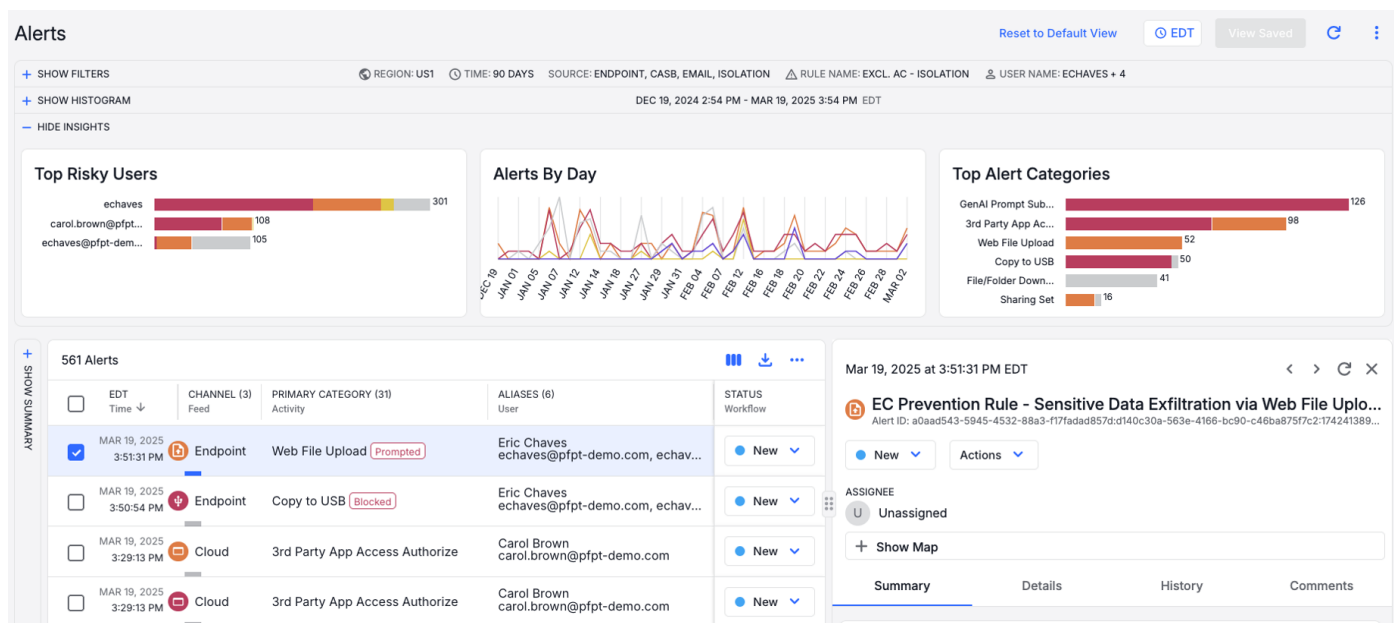 Alerts
Reset to Default View
EDT
View Saved
SHOW FILTERS
REGION: US1 TIME: 90 DAYS SOURCE: ENDPOINT, CASB, EMAIL, ISOLATION RULE NAME: EXCL. AC - ISOLATION USER NAME: ECHAVES + 4
SHOW HISTOGRAM
DEC 19, 2024 2:54 PM - MAR 19, 2025 3:54 PM EDT
HIDE INSIGHTS
Top Risky Users
echaves 301
carol.brown@pfpt... 108
echaves@pfpt-dem... 105
Alerts By Day
DEC 19
JAN 01
JAN 05
JAN 07
JAN 12
JAN 14
JAN 18
JAN 27
JAN 29
JAN 31
FEB 04
FEB 07
FEB 12
FEB 16
FEB 18
FEB 20
FEB 22
FEB 24
FEB 26
FEB 28
MAR 02
Top Alert Categories
GenAI Prompt Sub... 126
3rd Party App Ac... 98
Web File Upload 52
Copy to USB 50
File/Folder Down... 41
Sharing Set 16
SHOW SUMMARY
561 Alerts
EDT CHANNEL (3) PRIMARY CATEGORY (31) ALIASES (6) STATUS
Time Feed Activity User Workflow
MAR 19, 2025
3:51:31 PM
Endpoint
Web File Upload Prompted
Eric Chaves
echaves@pfpt-demo.com, echav...
New
MAR 19, 2025
3:50:54 PM
Endpoint
Copy to USB Blocked
Eric Chaves
echaves@pfpt-demo.com, echav...
New
MAR 19, 2025
3:29:13 PM
Cloud
3rd Party App Access Authorize
Carol Brown
carol.brown@pfpt-demo.com
New
MAR 19, 2025
3:29:13 PM
Cloud
3rd Party App Access Authorize
Carol Brown
carol.brown@pfpt-demo.com
New
Mar 19, 2025 at 3:51:31 PM EDT
EC Prevention Rule - Sensitive Data Exfiltration via Web File Uplo...
Alert ID: a0aad543-5945-4532-88a3-f17fadad857d:d140c30a-563e-4166-bc90-c46ba875f7c2:174241389...
New
Actions
ASSIGNEE
U Unassigned
Show Map
Summary Details History Comments